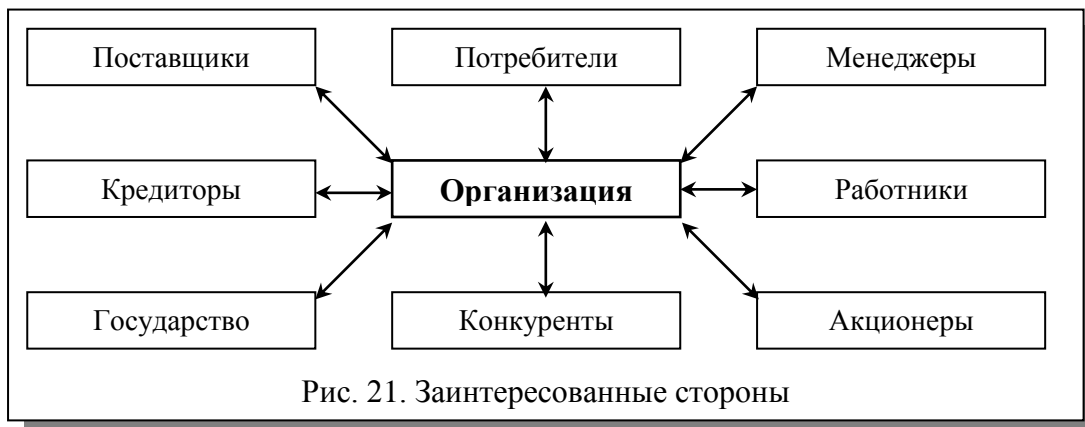 Поставщики
Потребители
Менеджеры
Кредиторы
Организация
Работники
Государство
Конкуренты
Акционеры
Рис. 21. Заинтересованные стороны